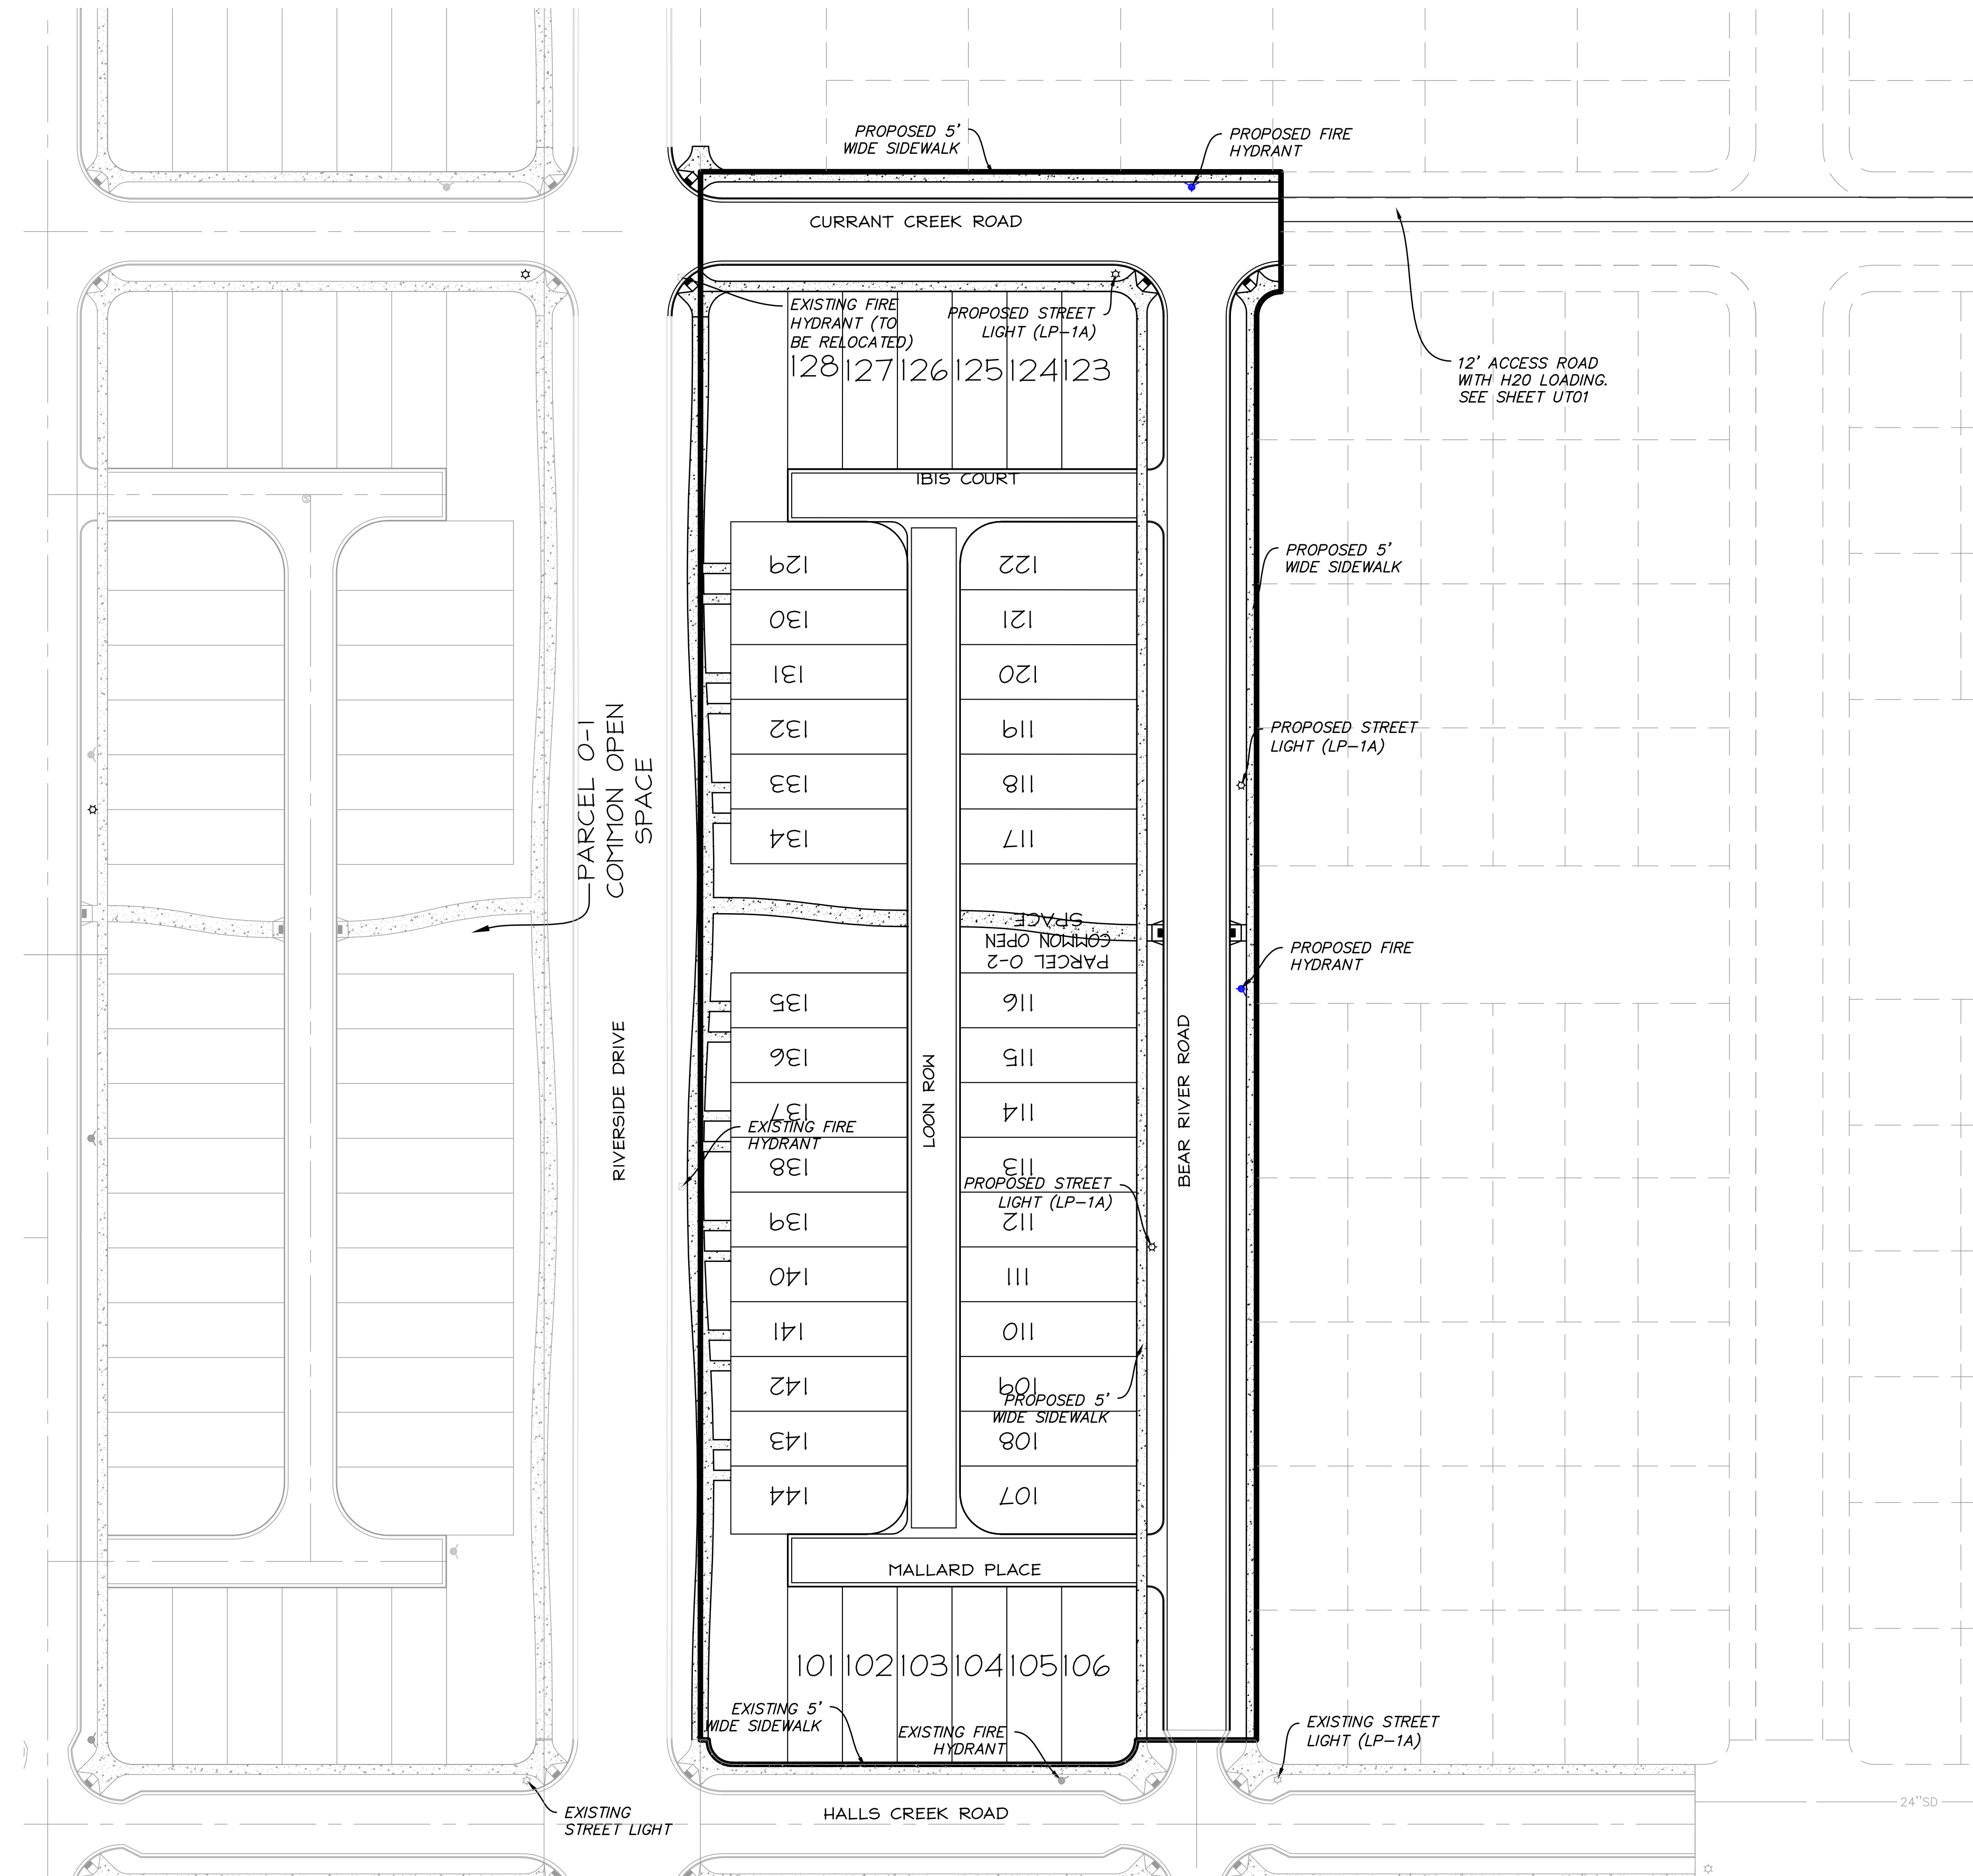 PROPOSED 5'
WIDE SIDEWALK
PROPOSED FIRE
HYDRANT
CURRANT CREEK ROAD
EXISTING FIRE
HYDRANT (TO
BE RELOCATED)
PROPOSED STREET
LIGHT (LP-1A)
128
127
126
125
124
123
12' ACCESS ROAD
WITH H20 LOADING.
SEE SHEET UT01
IBIS COURT
S
129
130
131
132
133
134
122
121
120
119
118
117
PROPOSED 5'
WIDE SIDEWALK
PROPOSED STREET
LIGHT (LP-1A)
PARCEL O-1
COMMON OPEN
SPACE
PARCEL O-2
COMMON OPEN
SPACE
PROPOSED FIRE
HYDRANT
RIVERSIDE DRIVE
LOON ROW
BEAR RIVER ROAD
135
136
137
138
139
140
141
142
143
144
116
115
114
113
112
111
110
109
108
107
EXISTING FIRE
HYDRANT
PROPOSED STREET
LIGHT (LP-1A)
PROPOSED 5'
WIDE SIDEWALK
MALLARD PLACE
101
102
103
104
105
106
EXISTING 5'
WIDE SIDEWALK
EXISTING FIRE
HYDRANT
EXISTING STREET
LIGHT (LP-1A)
EXISTING
STREET LIGHT
HALLS CREEK ROAD
24"SD